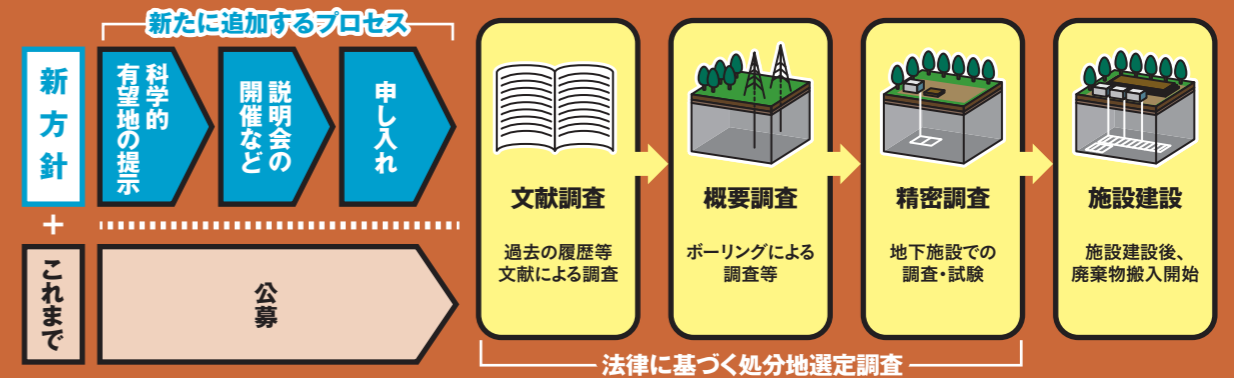 新たに追加するプロセス
新方針
科学的
有望地の提示
説明会の
開催など
申し入れ
+
これまで
公募
文献調査
過去の履歴等
文献による調査
概要調査
ボーリングによる
調査等
精密調査
地下施設での
調査・試験
施設建設
施設建設後、
廃棄物搬入開始
法律に基づく処分地選定調査